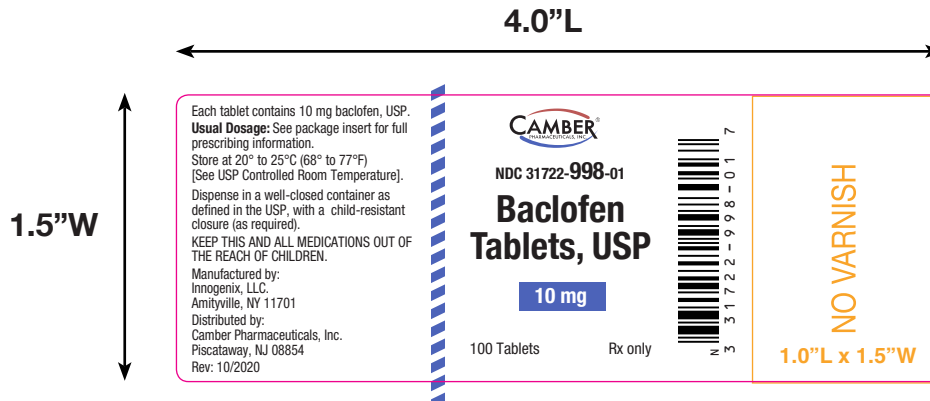 4.0”L
1.5”W
Each tablet contains 10 mg baclofen, USP.
Usual Dosage: See package insert for full
prescribing information.
Store at 20° to 25°C (68° to 77°F)
[See USP Controlled Room Temperature].
Dispense in a well-closed container as
defined in the USP, with a child-resistant
closure (as required).
KEEP THIS AND ALL MEDICATIONS OUT OF
THE REACH OF CHILDREN.
Manufactured by:
Innogenix, LLC.
Amityville, NY 11701
Distributed by:
Camber Pharmaceuticals, Inc.
Piscataway, NJ 08854
Rev: 10/2020
CAMBER®
PHARMACEUTICALS, INC.
NDC 31722-998-01
Baclofen
Tablets, USP
10 mg
100 Tablets Rx only
N 3 31722-998-01 7
NO VARNISH
1.0”L x 1.5”W